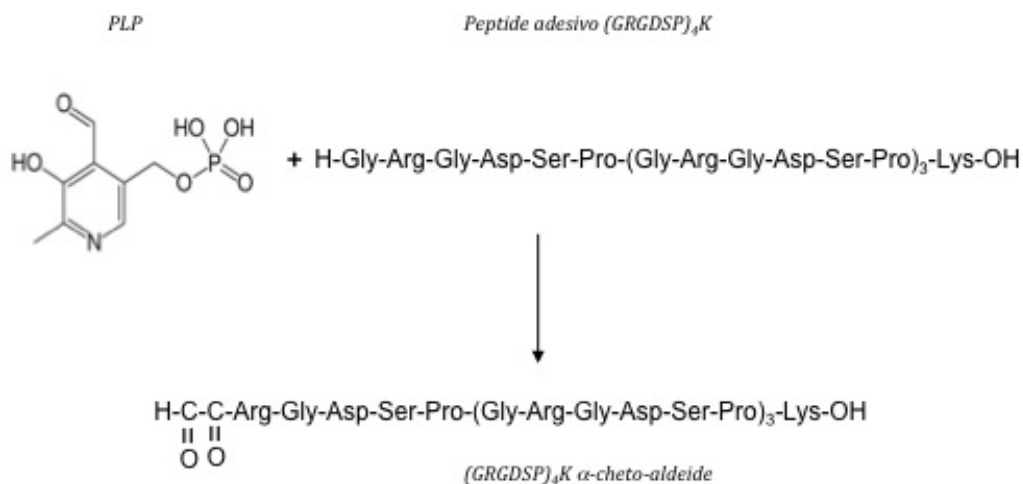 PLP
Peptide adesivo (GRGDSP)₄K
O
HO
HO OH
P
O
O
N
+ H-Gly-Arg-Gly-Asp-Ser-Pro-(Gly-Arg-Gly-Asp-Ser-Pro)₃-Lys-OH
H-C-C-Arg-Gly-Asp-Ser-Pro-(Gly-Arg-Gly-Asp-Ser-Pro)₃-Lys-OH
O O
(GRGDSP)₄K α-cheto-aldeide